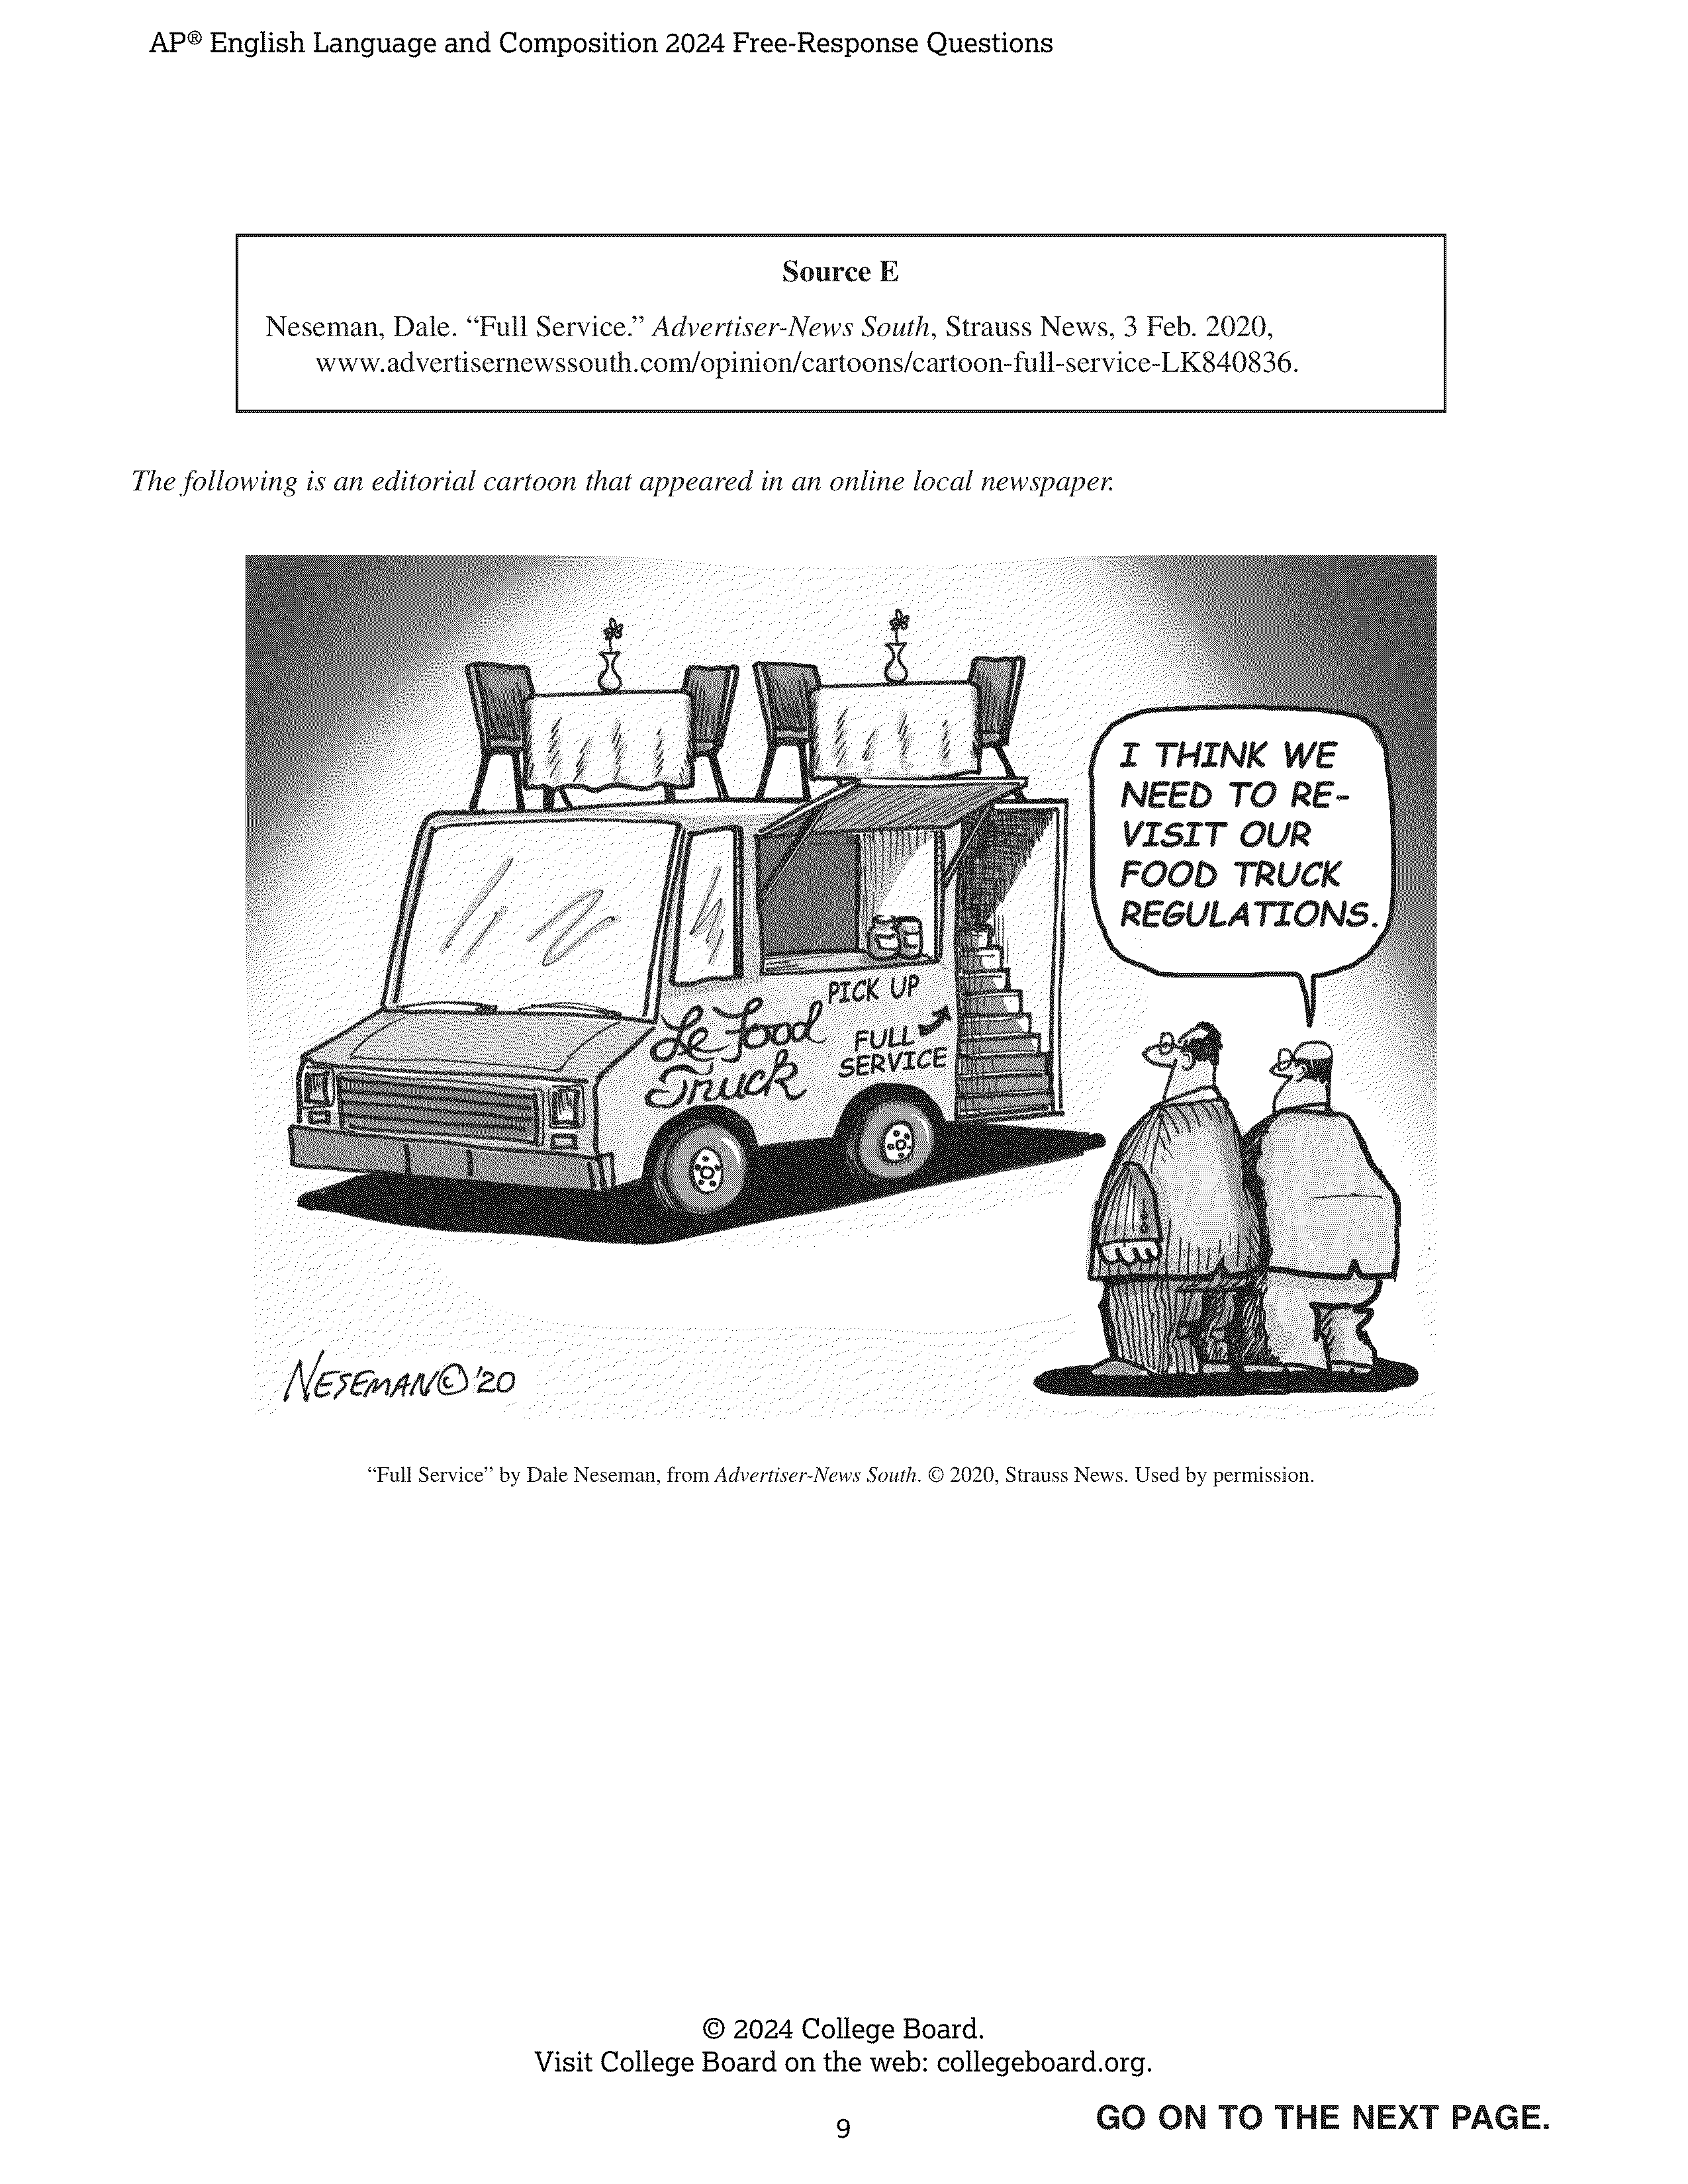 AP® English Language and Composition 2024 Free-Response Questions
Source E
Neseman, Dale. “Full Service.” Advertiser-News South, Strauss News, 3 Feb. 2020,
www.advertisernewssouth.com/opinion/cartoons/cartoon-full-service-LK840836.
The following is an editorial cartoon that appeared in an online local newspaper.
I THINK WE
NEED TO RE-
VISIT OUR
FOOD TRUCK
REGULATIONS.
PICK UP
Le Food
Truck
FULL
SERVICE
NESEMAN © '20
“Full Service” by Dale Neseman, from Advertiser-News South. © 2020, Strauss News. Used by permission.
© 2024 College Board.
Visit College Board on the web: collegeboard.org.
GO ON TO THE NEXT PAGE.
9